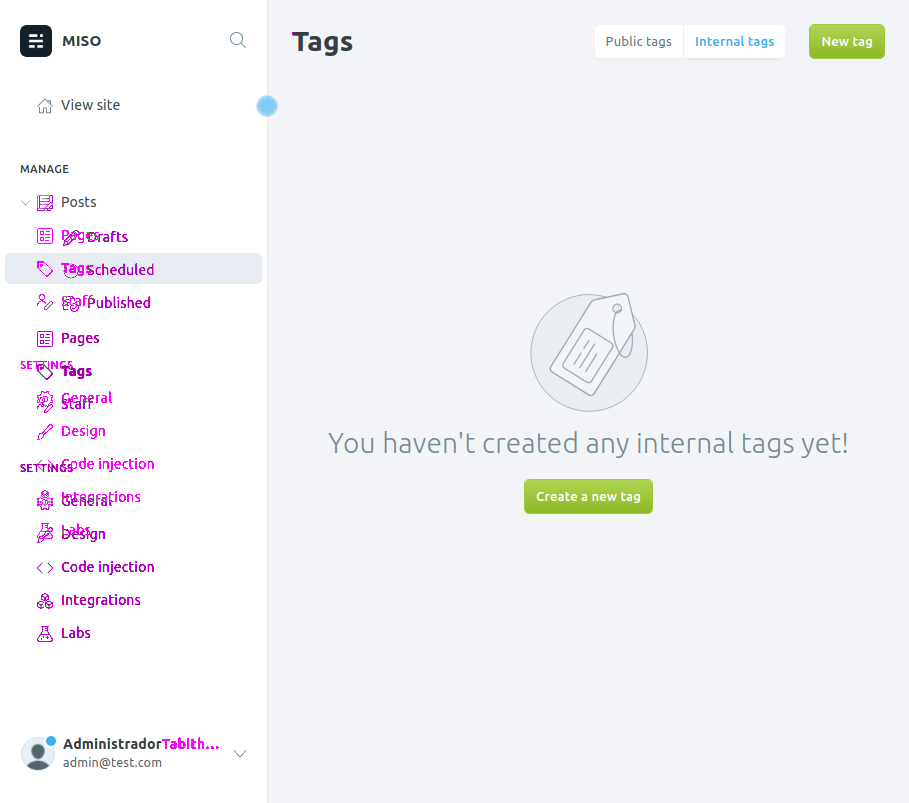 MISO
Tags
Public tags
Internal tags
New tag
View site
MANAGE
Posts
Pages
Drafts
Tags
Scheduled
Staff
Published
Pages
SETTINGS
Tags
General
Staff
Design
Code injection
SETTINGS
Integrations
General
Labs
Design
Code injection
Integrations
Labs
You haven't created any internal tags yet!
Create a new tag
AdministradorTabith...
admin@test.com